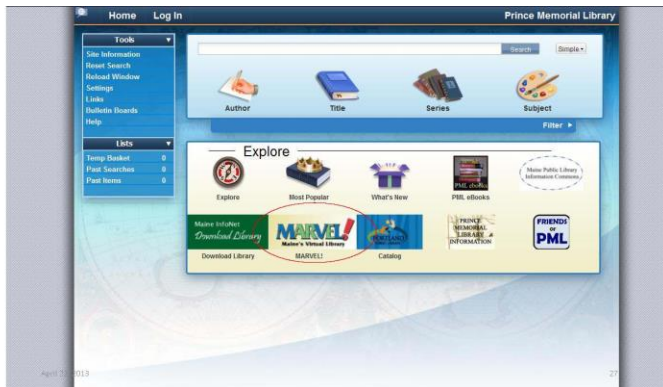 Home Log In Prince Memorial Library
Tools
Site Information
Reset Search
Reload Window
Settings
Links
Bulletin Boards
Help
Lists
Temp Basket 0
Past Searches 0
Past Items 0
Search Simple
Author Title Series Subject
Filter
Explore
Explore Most Popular What's New PML eBooks
PML eBooks
Maine Public Library
Information Commons
Maine InfoNet
Download Library
MARVEL!
Maine's Virtual Library
PORTLAND
PRINCE
MEMORIAL
LIBRARY
INFORMATION
FRIENDS
OF
PML
Download Library MARVEL! Catalog
2013 27